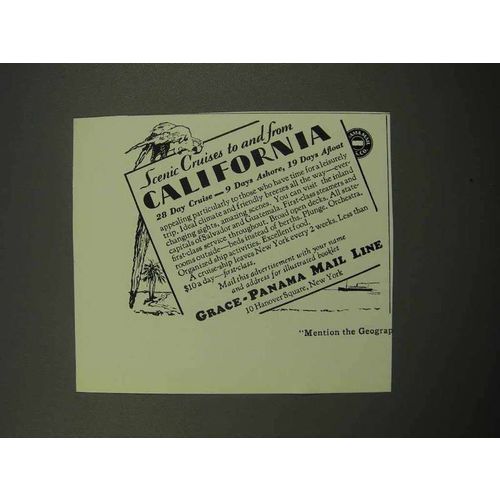 Scenic Cruises to and from
CALIFORNIA
28 Day Cruise—9 Days Ashore, 19 Days Afloat
appealing particularly to those who have time for a leisurely
trip. Ideal climate and friendly breezes all the way—ever-
changing sights, amazing scenes. You can visit the inland
capitals of Salvador and Guatemala. First-class steamers and
first-class service throughout. Broad open decks. All state-
rooms outside—beds instead of berths. Plunge. Orchestra.
Organized ship activities. Excellent food.
A cruise-ship leaves New York every 2 weeks. Less than
$10 a day—first-class.
Mail this advertisement with your name
and address for illustrated booklet
GRACE-PANAMA MAIL LINE
10 Hanover Square, New York
"Mention the Geograp